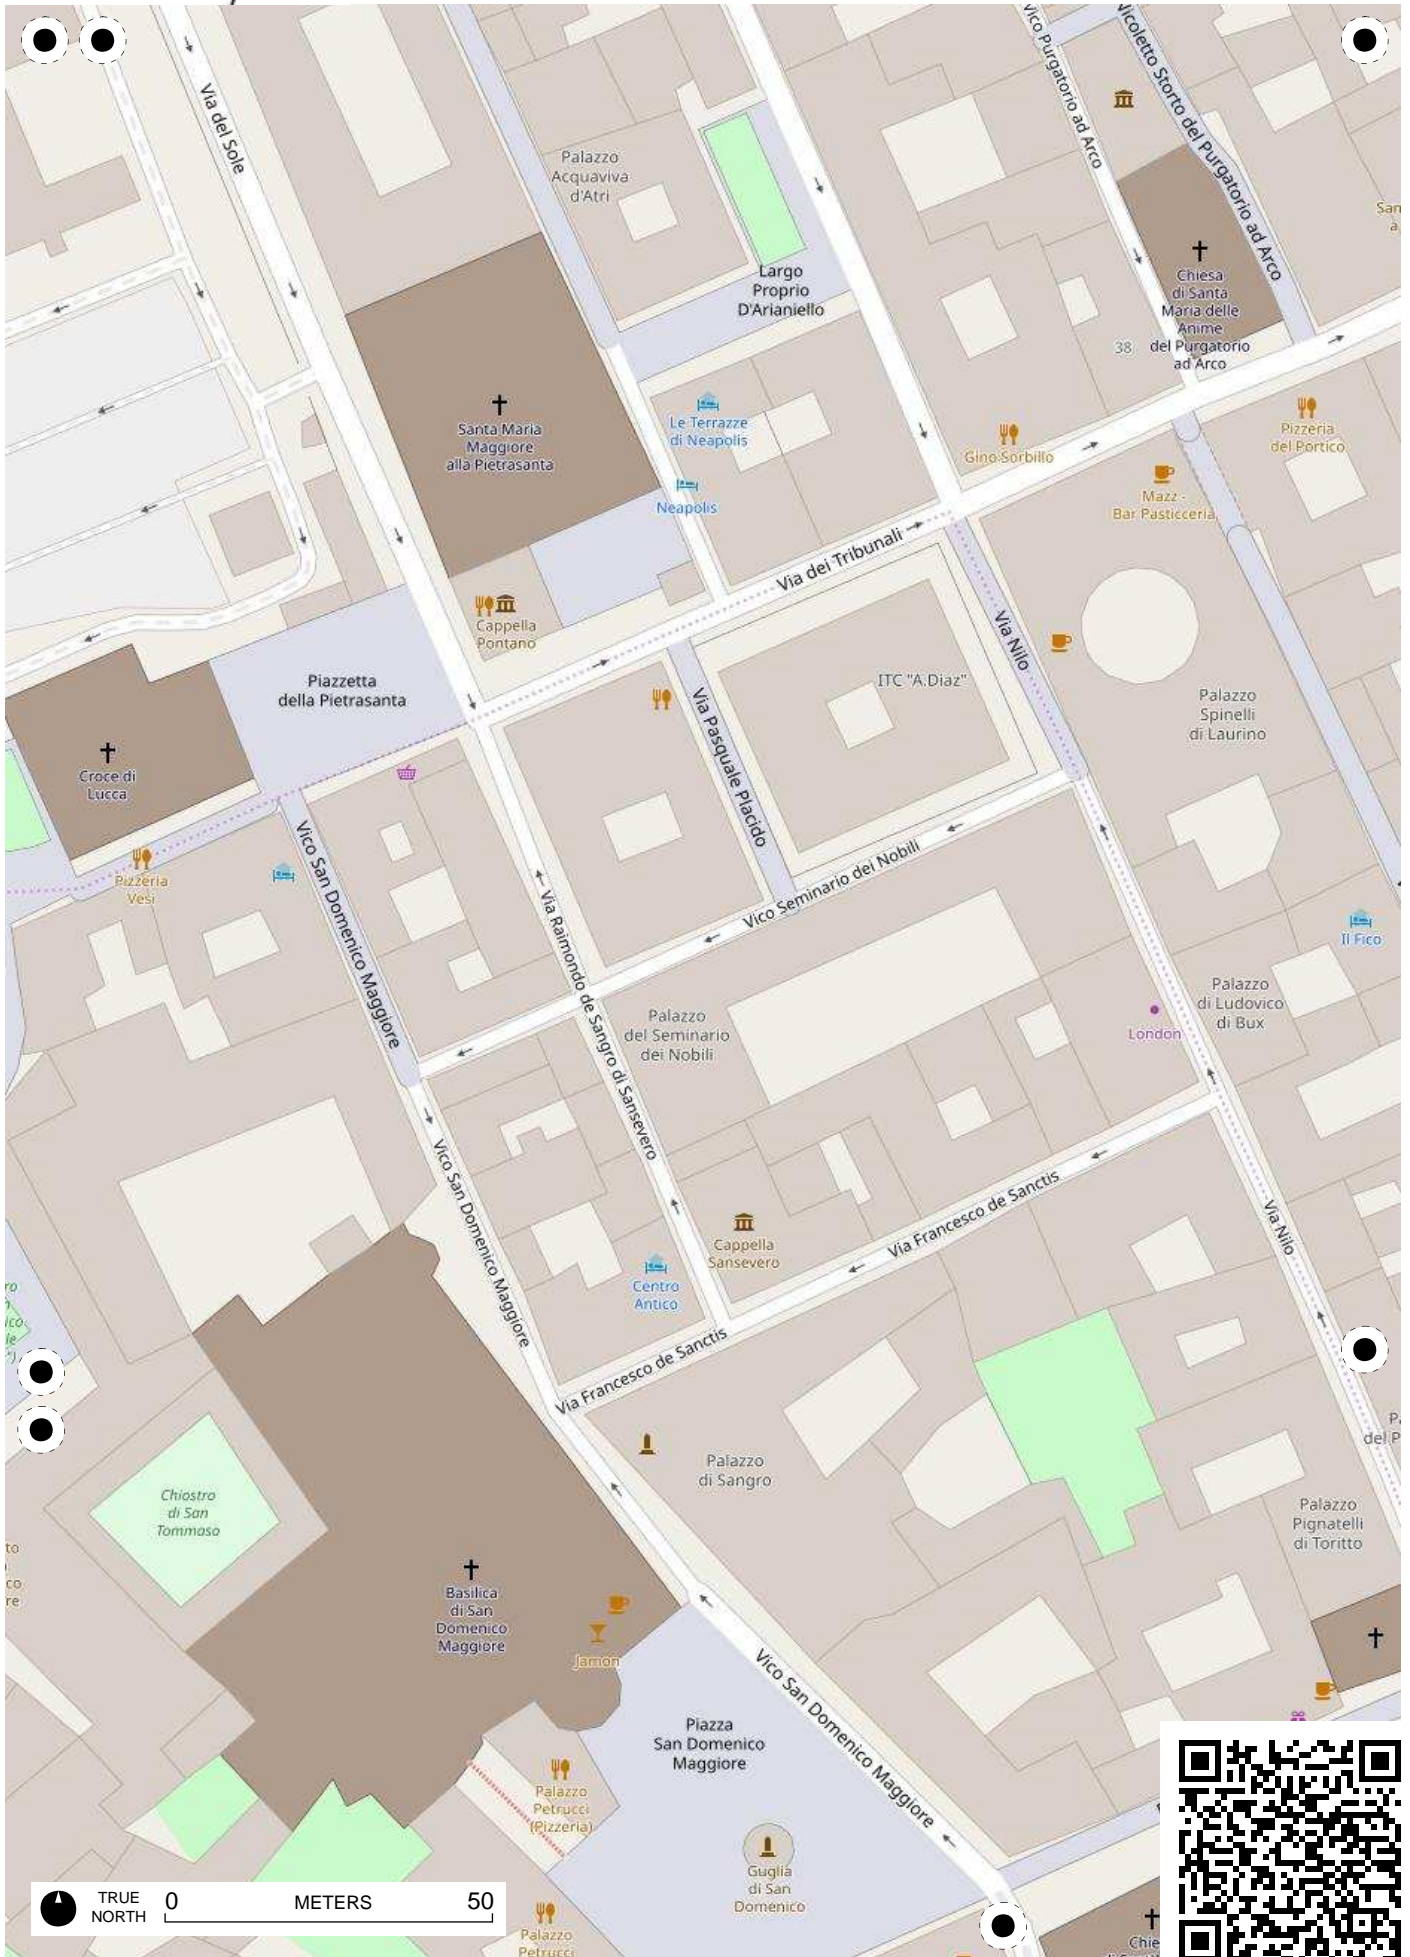 Via del Sole
Vico Purgatorio ad Arco
Vicoletto Storto del Purgatorio ad Arco
Palazzo
Acquaviva
d'Atri
Largo
Proprio
D'Arianiello
Chiesa
di Santa
Maria delle
Anime
del Purgatorio
ad Arco
38
Santa Maria
Maggiore
alla Pietrasanta
Le Terrazze
di Neapolis
Neapolis
Gino Sorbillo
Pizzeria
del Portico
Mazz -
Bar Pasticceria
Via dei Tribunali
Cappella
Pontano
Via Nilo
Piazzetta
della Pietrasanta
ITC "A.Diaz"
Palazzo
Spinelli
di Laurino
Via Pasquale Placido
Croce di
Lucca
Pizzeria
Vesi
Vico San Domenico Maggiore
Via Raimondo de Sangro di Sansevero
Vico Seminario dei Nobili
Il Fico
Palazzo
del Seminario
dei Nobili
Palazzo
di Ludovico
di Bux
London
Vico San Domenico Maggiore
Via Francesco de Sanctis
Via Nilo
Cappella
Sansevero
Centro
Antico
Via Francesco de Sanctis
Palazzo
di Sangro
Chiostro
di San
Tommaso
Palazzo
Pignatelli
di Toritto
Basilica
di San
Domenico
Maggiore
Jamon
Vico San Domenico Maggiore
Piazza
San Domenico
Maggiore
Palazzo
Petrucci
(Pizzeria)
Guglia
di San
Domenico
Palazzo
Petrucci
TRUE
NORTH
0 METERS 50